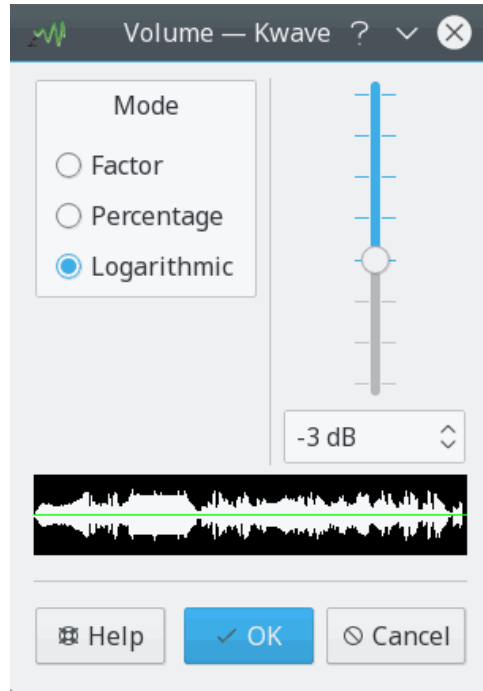 Volume — Kwave
Mode
Factor
Percentage
Logarithmic
-3 dB
Help
OK
Cancel